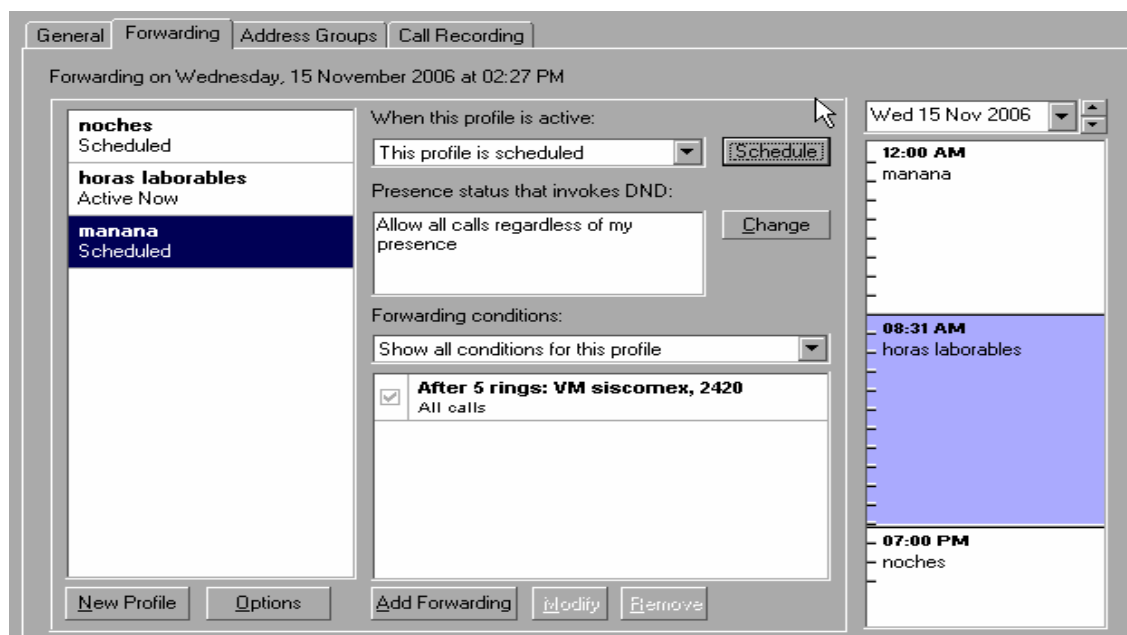 General Forwarding Address Groups Call Recording
Forwarding on Wednesday, 15 November 2006 at 02:27 PM
noches
Scheduled
horas laborables
Active Now
manana
Scheduled
New Profile Options
When this profile is active:
This profile is scheduled Schedule
Presence status that invokes DND:
Allow all calls regardless of my
presence
Change
Forwarding conditions:
Show all conditions for this profile
After 5 rings: VM siscomex, 2420
All calls
Add Forwarding Modify Remove
Wed 15 Nov 2006
12:00 AM
manana
08:31 AM
horas laborables
07:00 PM
noches